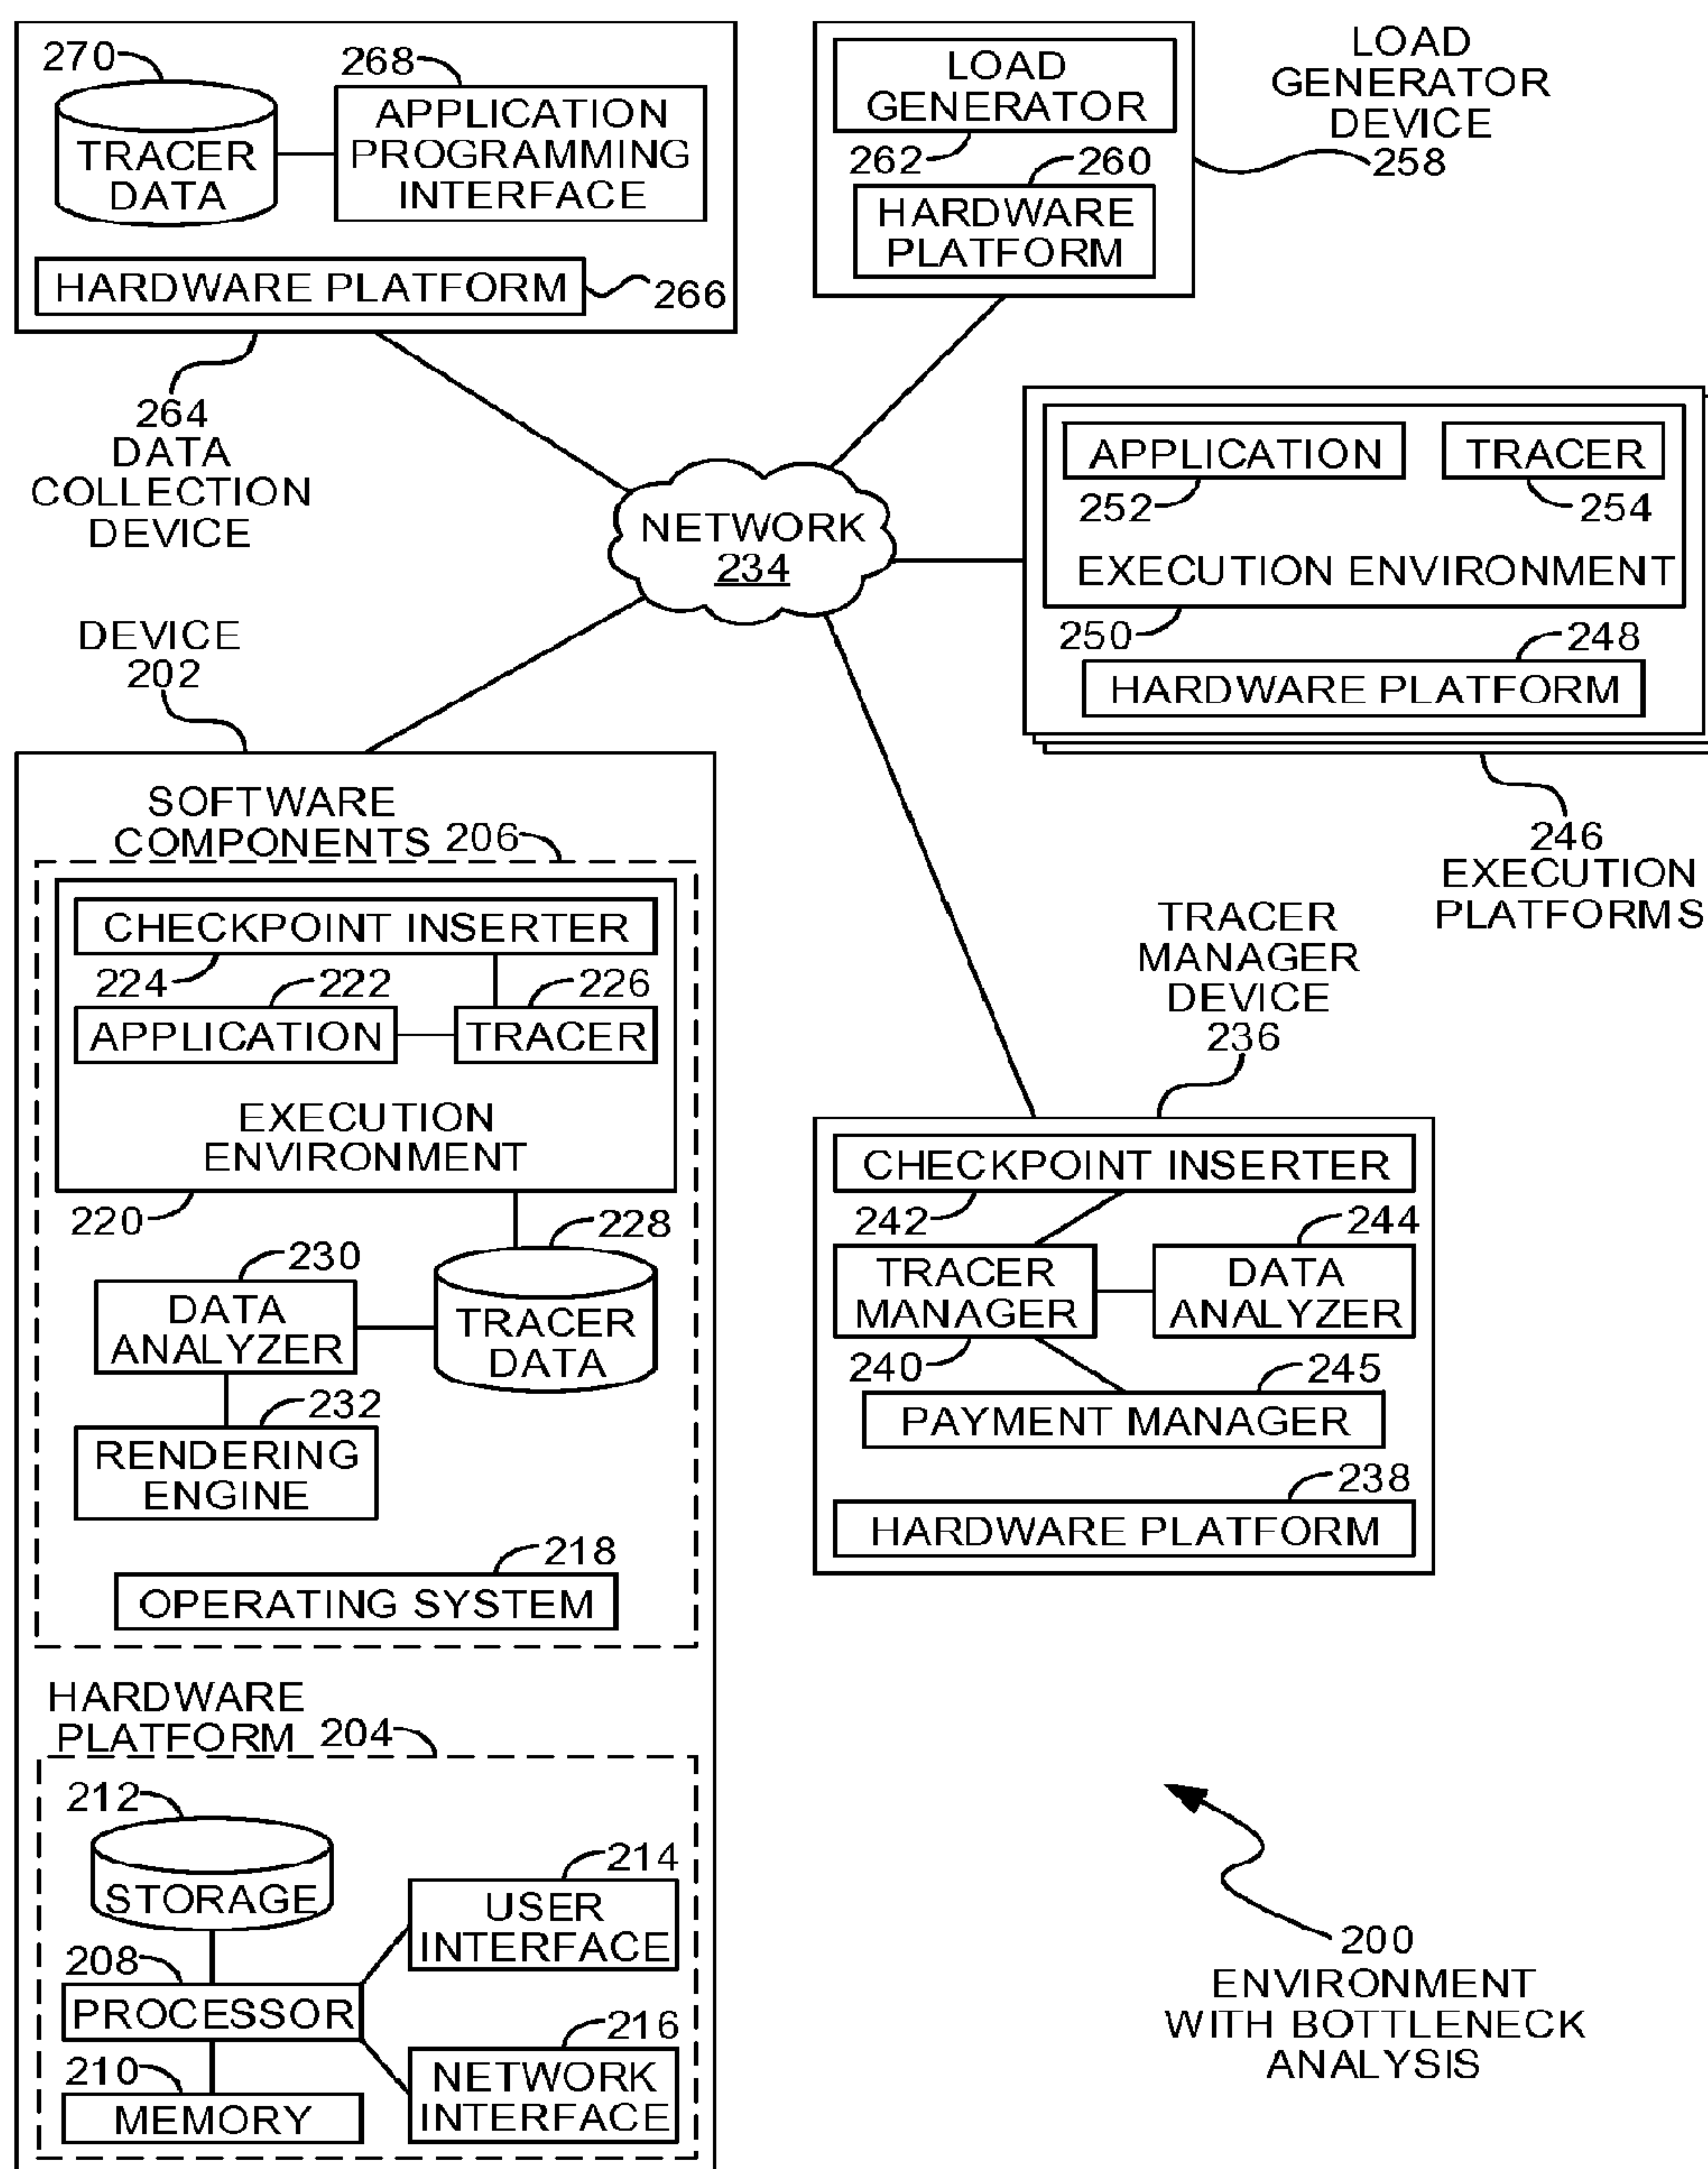 270
268
TRACER
DATA
APPLICATION
PROGRAMMING
INTERFACE
HARDWARE PLATFORM
266
264
DATA
COLLECTION
DEVICE
LOAD
GENERATOR
262
260
HARDWARE
PLATFORM
LOAD
GENERATOR
DEVICE
258
NETWORK
234
APPLICATION
TRACER
252
254
EXECUTION ENVIRONMENT
250
248
HARDWARE PLATFORM
246
EXECUTION
PLATFORMS
DEVICE
202
SOFTWARE
COMPONENTS 206
CHECKPOINT INSERTER
224
222
226
APPLICATION
TRACER
EXECUTION
ENVIRONMENT
220
228
230
DATA
ANALYZER
TRACER
DATA
232
RENDERING
ENGINE
218
OPERATING SYSTEM
HARDWARE
PLATFORM 204
212
STORAGE
214
USER
INTERFACE
208
PROCESSOR
216
NETWORK
INTERFACE
210
MEMORY
TRACER
MANAGER
DEVICE
236
CHECKPOINT INSERTER
242
244
TRACER
MANAGER
DATA
ANALYZER
240
245
PAYMENT MANAGER
238
HARDWARE PLATFORM
200
ENVIRONMENT
WITH BOTTLENECK
ANALYSIS